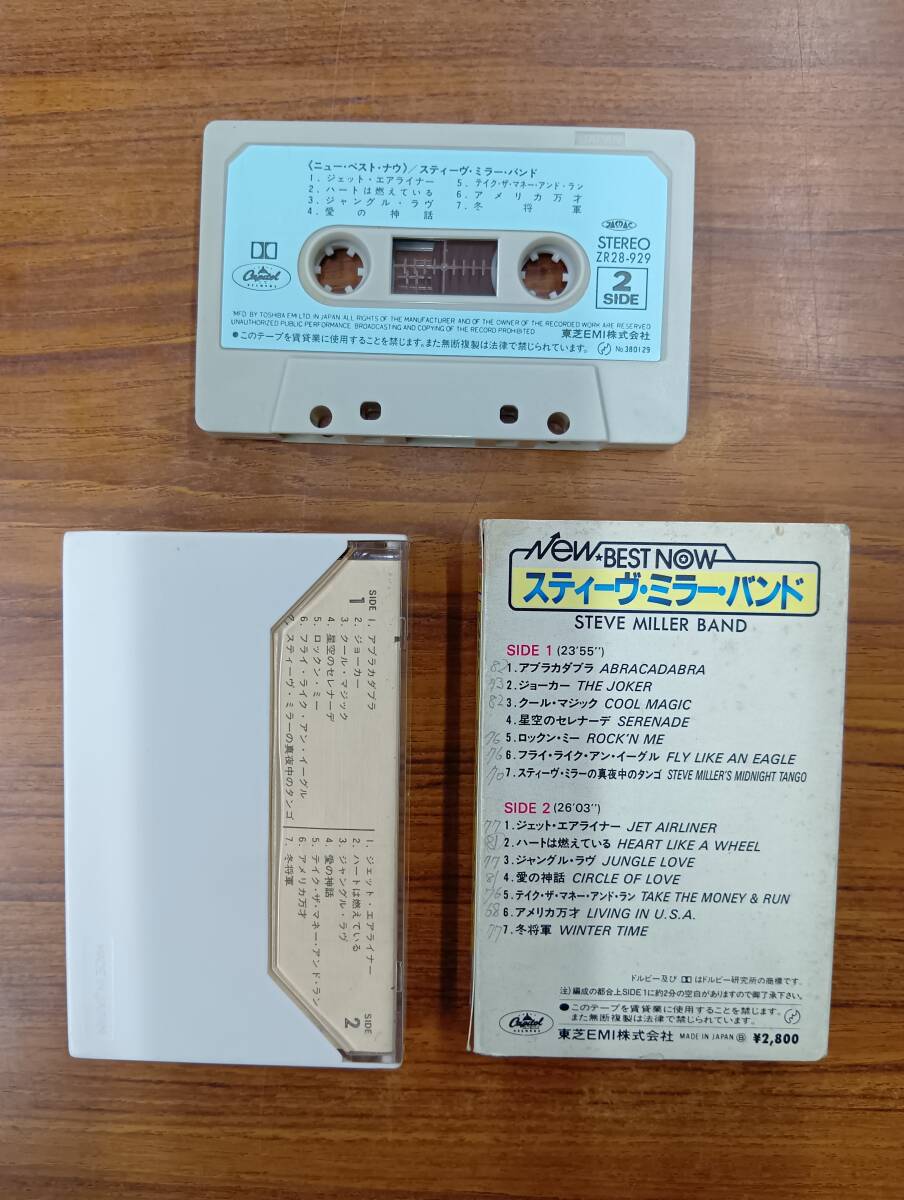 〈ニュー・ベスト・ナウ〉/スティーヴ・ミラー・バンド
1. ジェット・エアライナー
2. ハートは燃えている
3. ジャングル・ラヴ
4. 愛の神話
5. テイク・ザ・マネー・アンド・ラン
6. アメリカ万才
7. 冬将軍
STEREO
ZR28-929
2
SIDE
Capitol
RECORDS
MFD. BY TOSHIBA EMI LTD. IN JAPAN. ALL RIGHTS OF THE MANUFACTURER AND OF THE OWNER OF THE RECORDED WORK ARE RESERVED
UNAUTHORIZED PUBLIC PERFORMANCE, BROADCASTING AND COPYING OF THE RECORD PROHIBITED
東芝EMI株式会社
●このテープを賃貸業に使用することを禁じます。また無断複製は法律で禁じられています。
No.380129
SIDE 1
1. アブラカダブラ
2. ジョーカー
3. クール・マジック
4. 星空のセレナーデ
5. ロックン・ミー
6. フライ・ライク・アン・イーグル
7. スティーヴ・ミラーの真夜中のタンゴ
SIDE 2
1. ジェット・エアライナー
2. ハートは燃えている
3. ジャングル・ラヴ
4. 愛の神話
5. テイク・ザ・マネー・アンド・ラン
6. アメリカ万才
7. 冬将軍
New★BEST NOW
スティーヴ・ミラー・バンド
STEVE MILLER BAND
SIDE 1 (23'55")
82 1. アブラカダブラ ABRACADABRA
73 2. ジョーカー THE JOKER
82 3. クール・マジック COOL MAGIC
4. 星空のセレナーデ SERENADE
76 5. ロックン・ミー ROCK'N ME
76 6. フライ・ライク・アン・イーグル FLY LIKE AN EAGLE
70 7. スティーヴ・ミラーの真夜中のタンゴ STEVE MILLER'S MIDNIGHT TANGO
SIDE 2 (26'03")
77 1. ジェット・エアライナー JET AIRLINER
81 2. ハートは燃えている HEART LIKE A WHEEL
77 3. ジャングル・ラヴ JUNGLE LOVE
81 4. 愛の神話 CIRCLE OF LOVE
76 5. テイク・ザ・マネー・アンド・ラン TAKE THE MONEY & RUN
68 6. アメリカ万才 LIVING IN U.S.A.
77 7. 冬将軍 WINTER TIME
ドルビー及び はドルビー研究所の商標です.
注)編成の都合上SIDE1に約2分の空白がありますので御了承下さい。
●このテープを賃貸業に使用することを禁じます。
また無断複製は法律で禁じられています。
Capitol
RECORDS
東芝EMI株式会社 MADE IN JAPAN Ⓑ ¥2,800